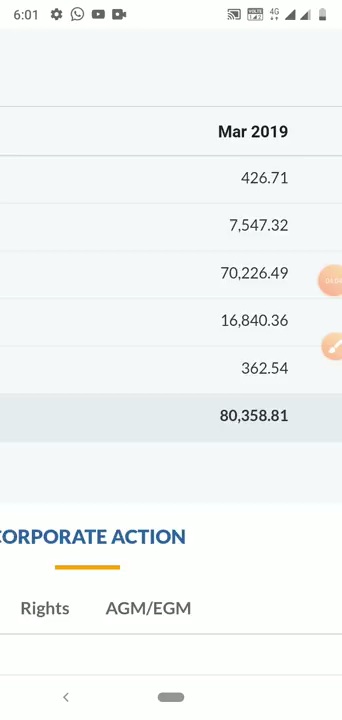 6:01
4G
Mar 2019
426.71
7,547.32
70,226.49
16,840.36
362.54
80,358.81
CORPORATE ACTION
Rights AGM/EGM